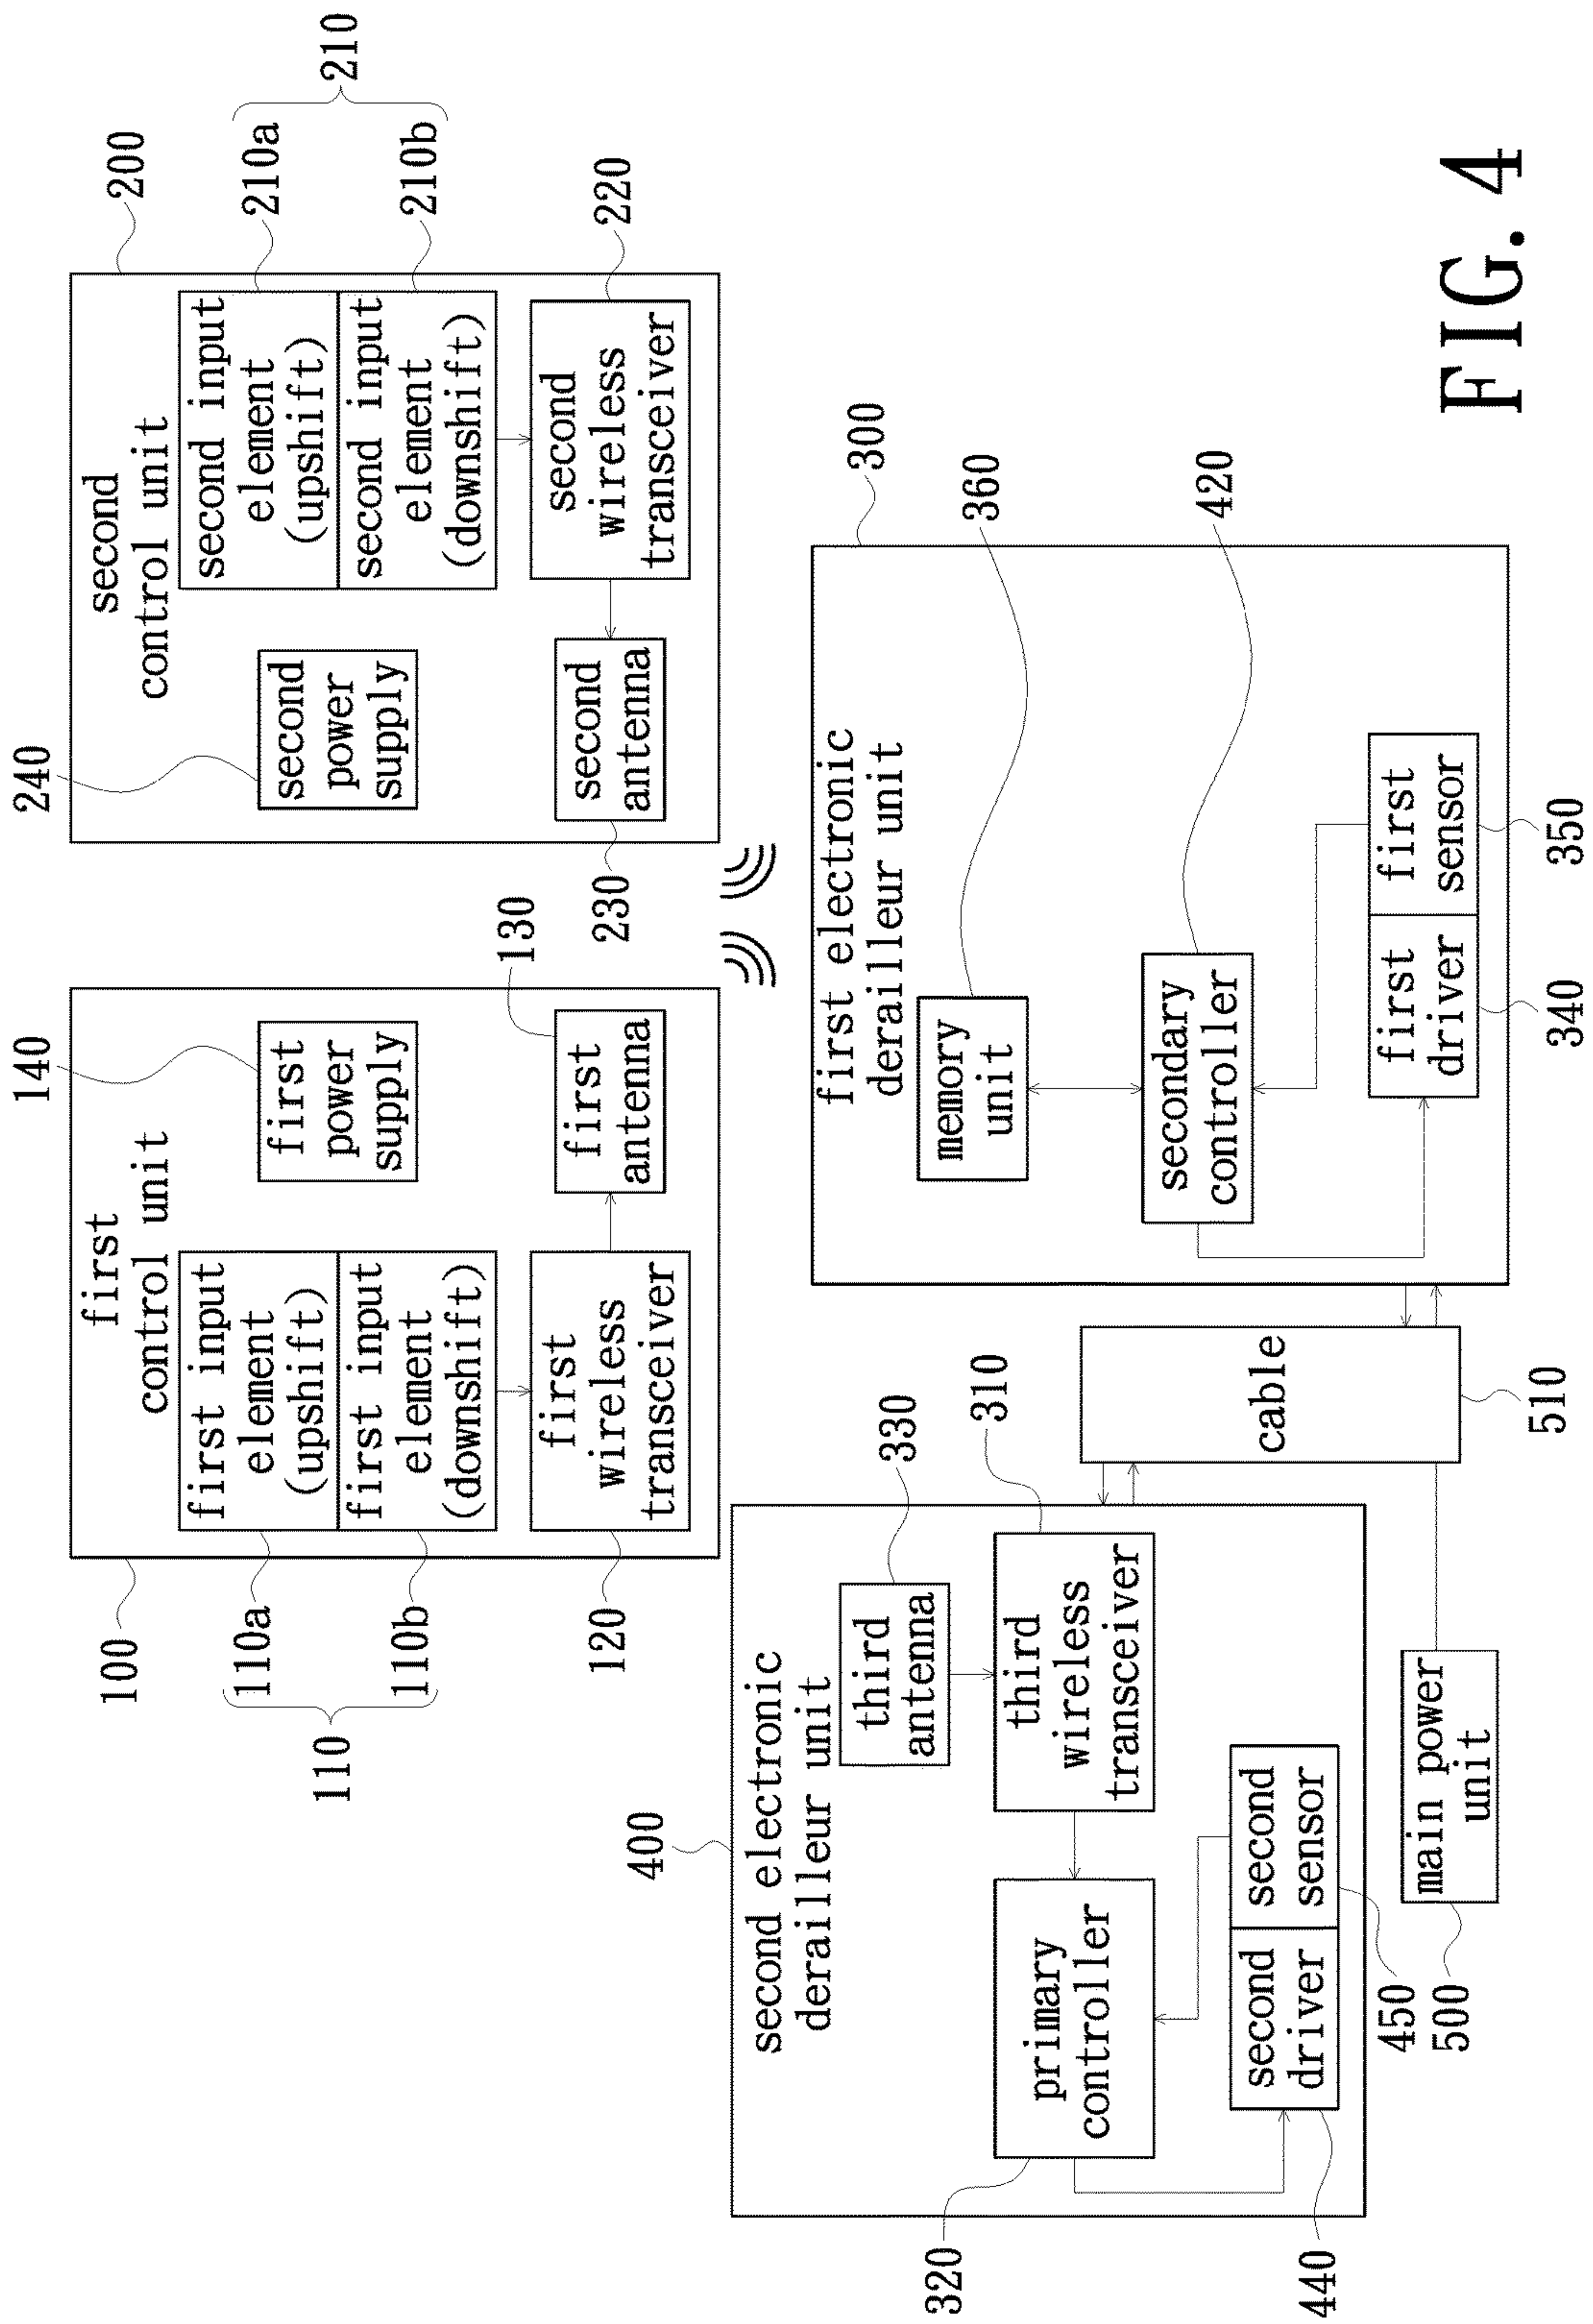 100
first
control unit
140
110
110a
first input
element
(upshift)
110b
first input
element
(downshift)
first
power
supply
120
first
wireless
transceiver
first
antenna
130
240
second
control unit
200
second
power
supply
second input
element
(upshift)
210a
second input
element
(downshift)
210b
210
230
second
antenna
second
wireless
transceiver
220
400
second electronic
derailleur unit
third
antenna
330
320
primary
controller
third
wireless
transceiver
310
second
driver
second
sensor
440
450
500
main power
unit
cable
510
first electronic
derailleur unit
300
memory
unit
360
secondary
controller
420
first
driver
first
sensor
340
350
FIG. 4